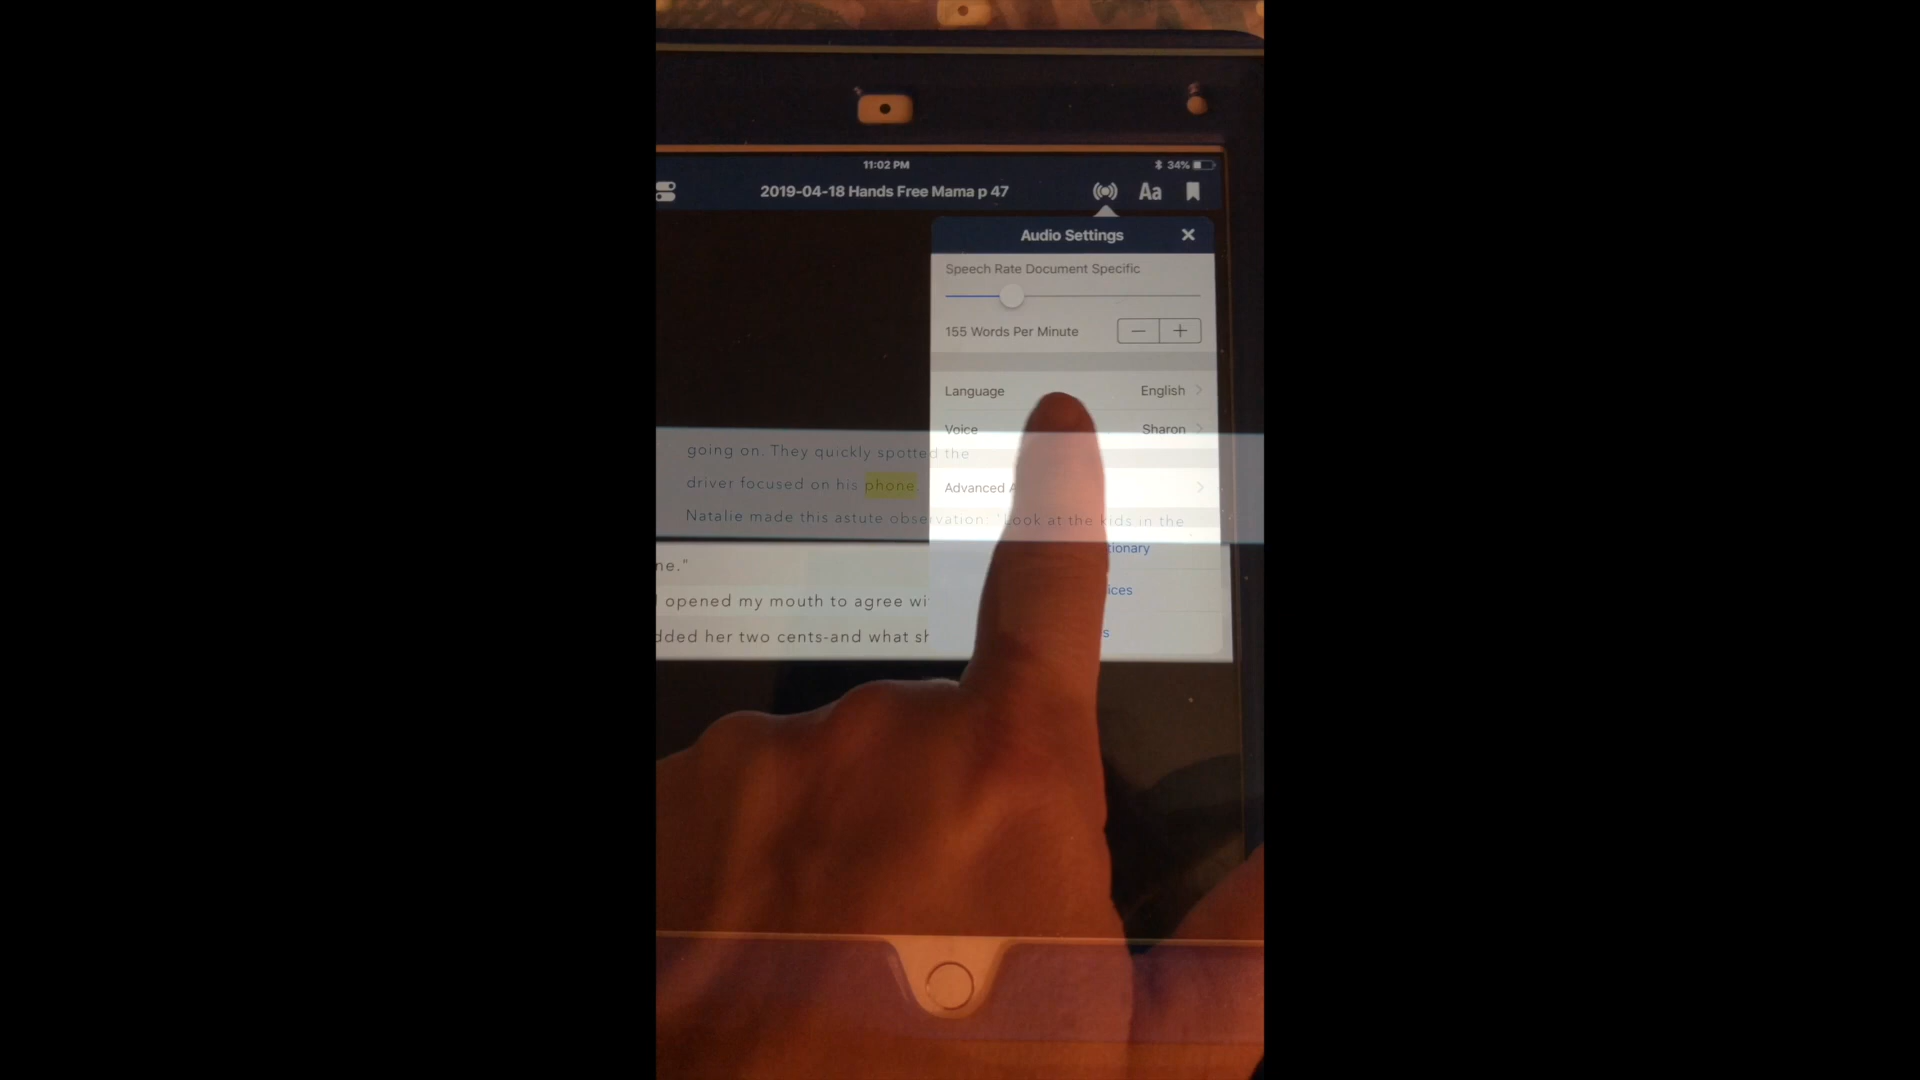 11:02 PM
34%
2019-04-18 Hands Free Mama p 47
Aa
Audio Settings
Speech Rate Document Specific
155 Words Per Minute
Language English
Voice Sharon
going on. They quickly spotted the
driver focused on his phone.
Advanced
Natalie made this astute observation: "Look at the kids in the
tionary
ne."
ices
opened my mouth to agree wi
s
dded her two cents-and what sh